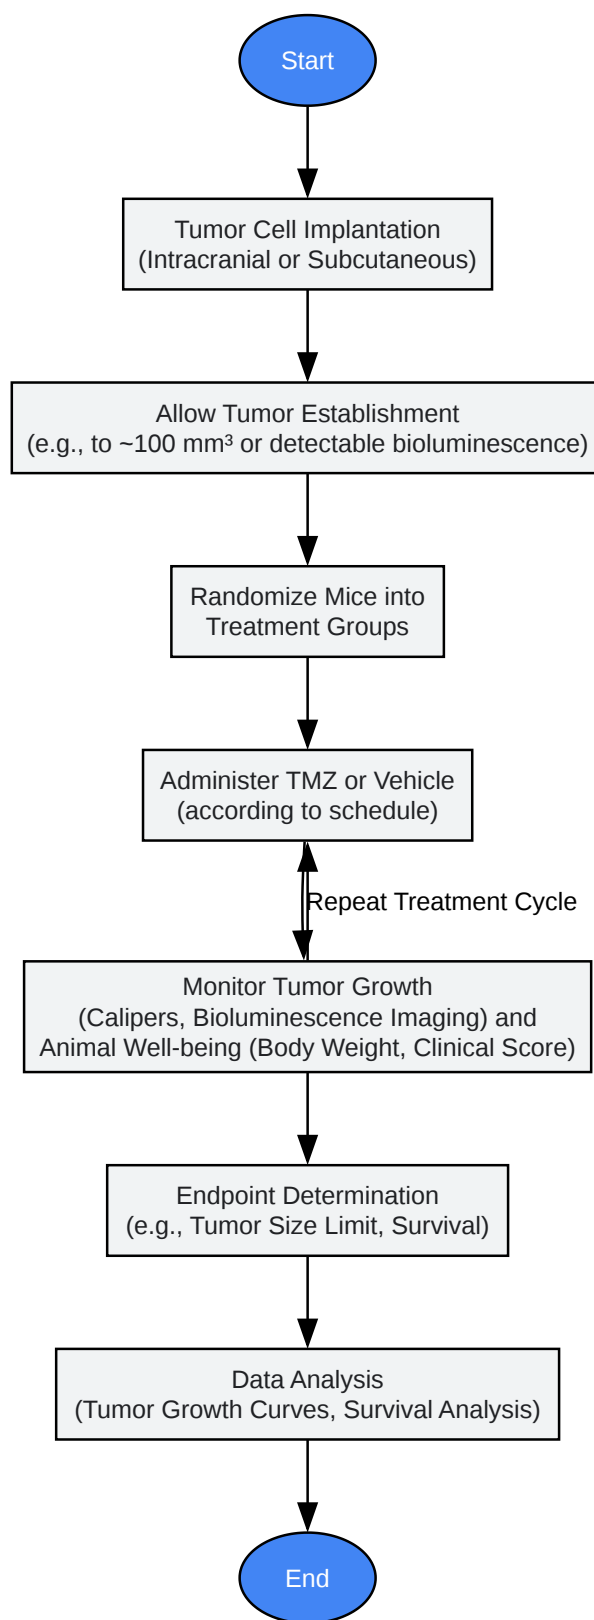 Start
Tumor Cell Implantation
(Intracranial or Subcutaneous)
Allow Tumor Establishment
(e.g., to ~100 mm³ or detectable bioluminescence)
Randomize Mice into
Treatment Groups
Administer TMZ or Vehicle
(according to schedule)
Repeat Treatment Cycle
Monitor Tumor Growth
(Calipers, Bioluminescence Imaging) and
Animal Well-being (Body Weight, Clinical Score)
Endpoint Determination
(e.g., Tumor Size Limit, Survival)
Data Analysis
(Tumor Growth Curves, Survival Analysis)
End